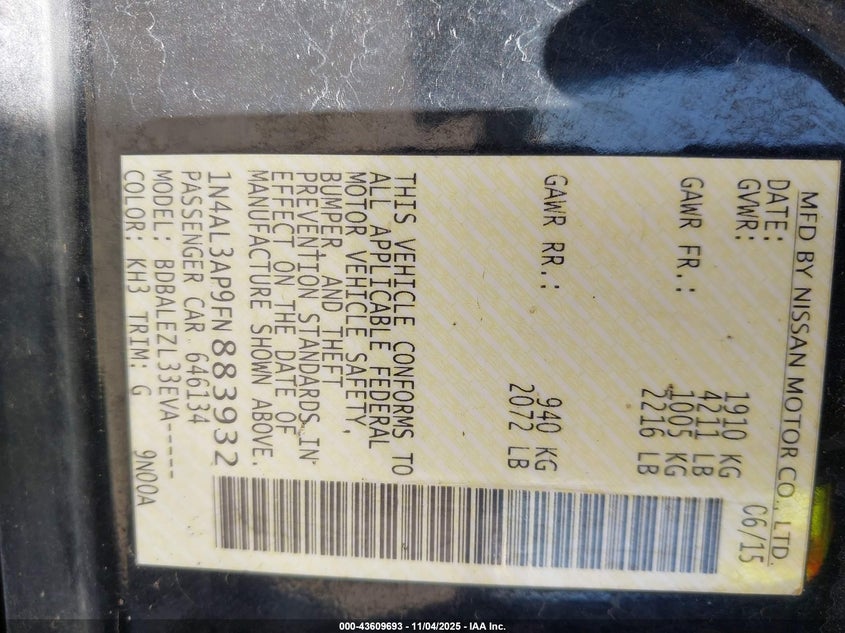 MFD BY NISSAN MOTOR CO., LTD.
DATE: 06/15
GVWR: 1910 KG
4211 LB
GAWR FR.: 1005 KG
2216 LB
GAWR RR.: 940 KG
2072 LB
THIS VEHICLE CONFORMS TO
ALL APPLICABLE FEDERAL
MOTOR VEHICLE SAFETY,
BUMPER, AND THEFT
PREVENTION STANDARDS IN
EFFECT ON THE DATE OF
MANUFACTURE SHOWN ABOVE.
1N4AL3AP9FN883932
PASSENGER CAR 646134
MODEL: BDBALEZL33EVA-----
COLOR: KH3 TRIM: G 9N00A
000-43609693 - 11/04/2025 - IAA Inc.